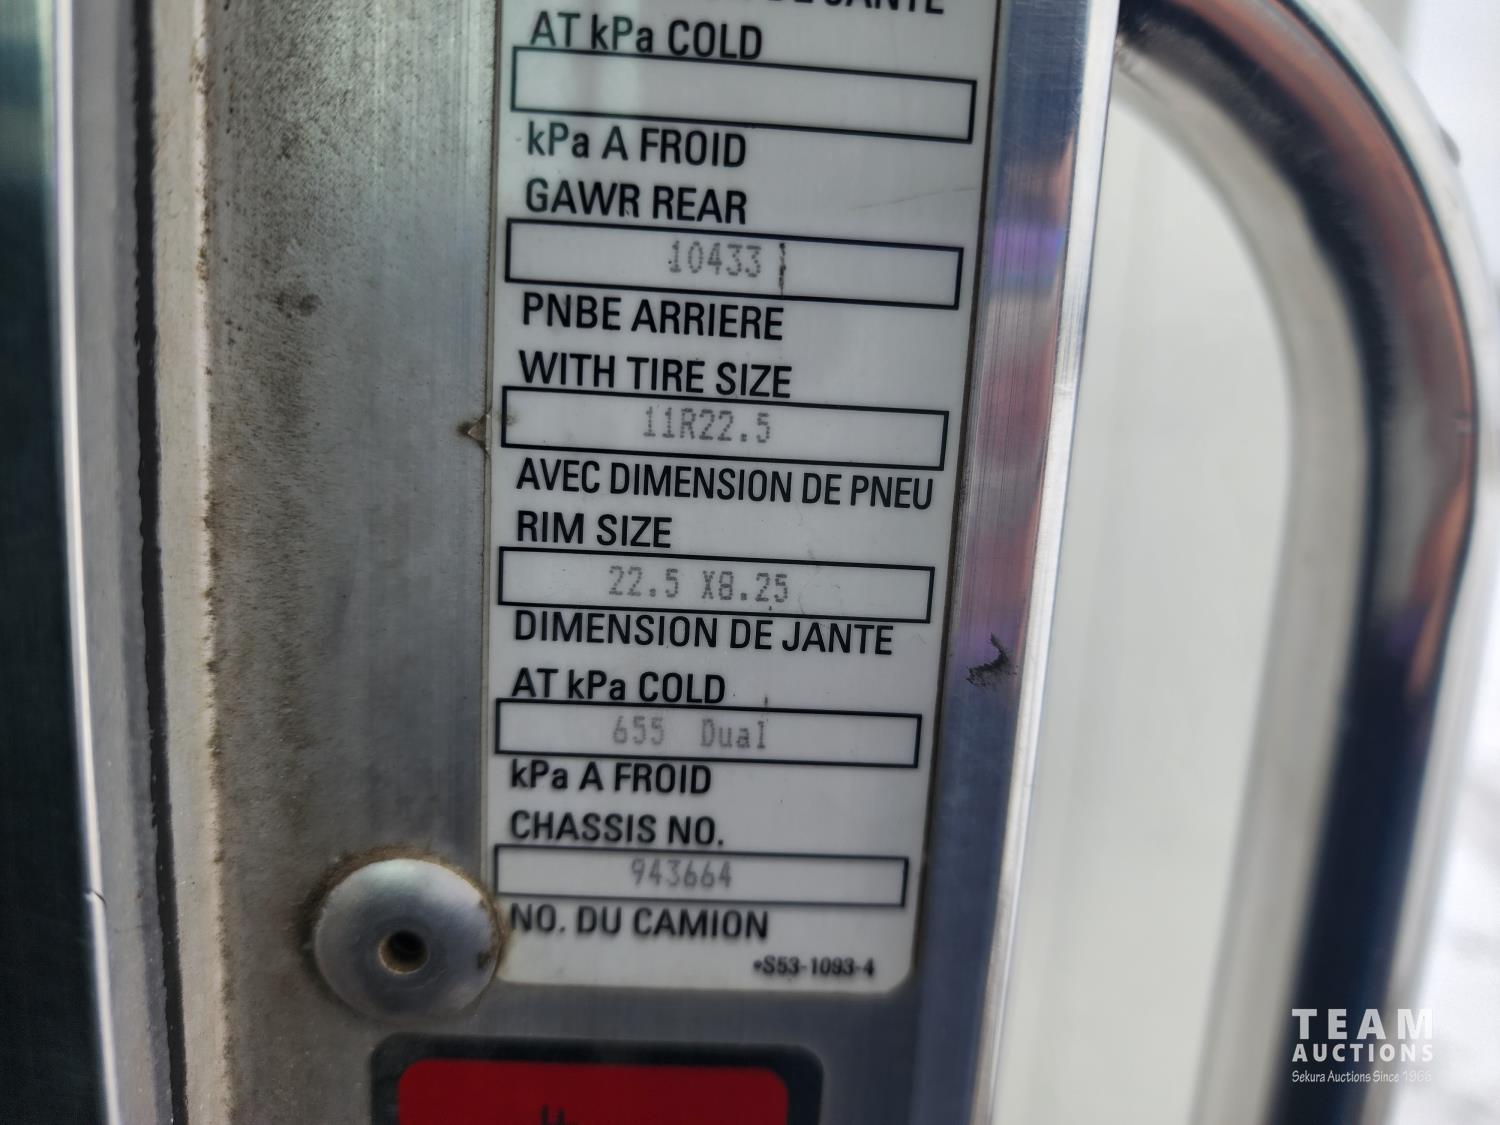 DE JANTE
AT kPa COLD
kPa A FROID
GAWR REAR
10433
PNBE ARRIERE
WITH TIRE SIZE
11R22.5
AVEC DIMENSION DE PNEU
RIM SIZE
22.5 X8.25
DIMENSION DE JANTE
AT kPa COLD
655 Dual
kPa A FROID
CHASSIS NO.
943664
NO. DU CAMION
•S53-1093-4
TEAM
AUCTIONS
Sekura Auctions Since 1966